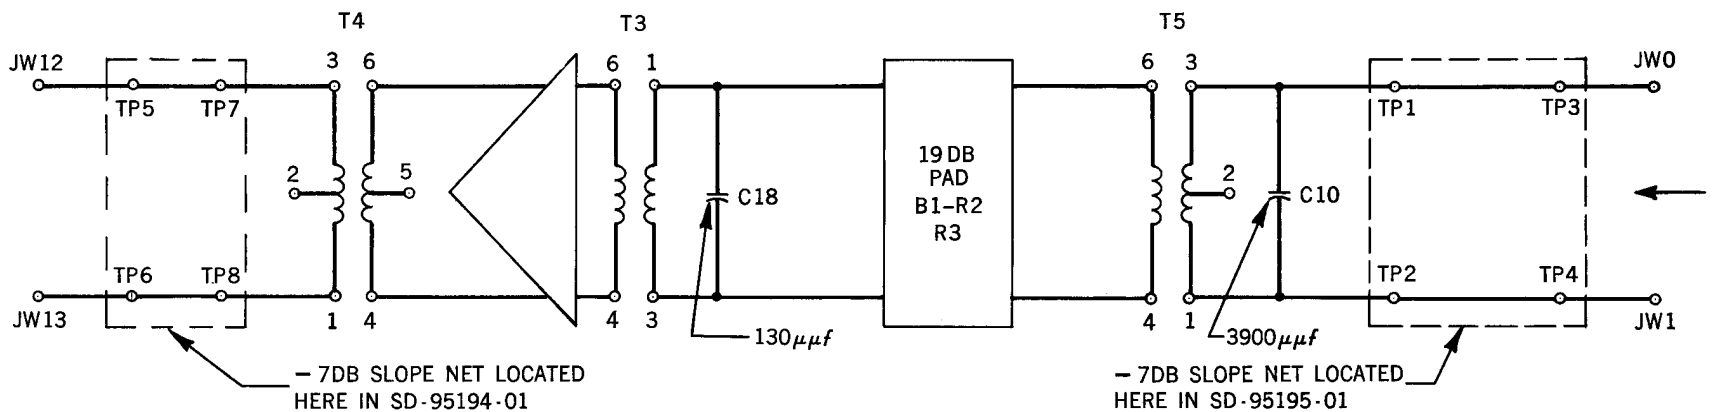 T4
T3
T5
JW12
3
6
6
1
6
3
JW0
TP5
TP7
TP1
TP3
2
5
19 DB
PAD
B1-R2
R3
C18
2
C10
TP6
TP8
TP2
TP4
JW13
1
4
4
3
4
1
JW1
130μμf
3900μμf
- 7DB SLOPE NET LOCATED
HERE IN SD-95194-01
- 7DB SLOPE NET LOCATED
HERE IN SD-95195-01